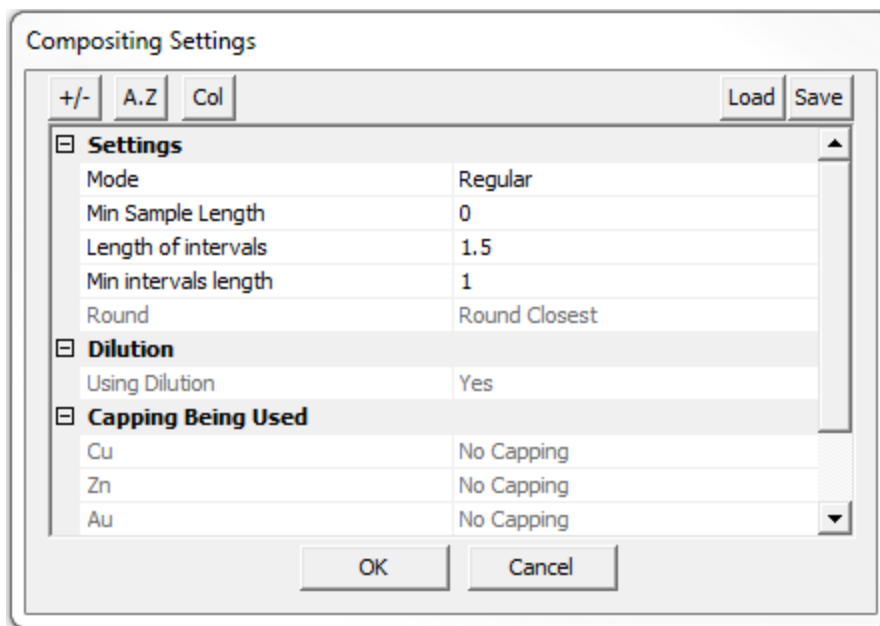 Compositing Settings
+/- A.Z Col Load Save
Settings
Mode Regular
Min Sample Length 0
Length of intervals 1.5
Min intervals length 1
Round Round Closest
Dilution
Using Dilution Yes
Capping Being Used
Cu No Capping
Zn No Capping
Au No Capping
OK Cancel